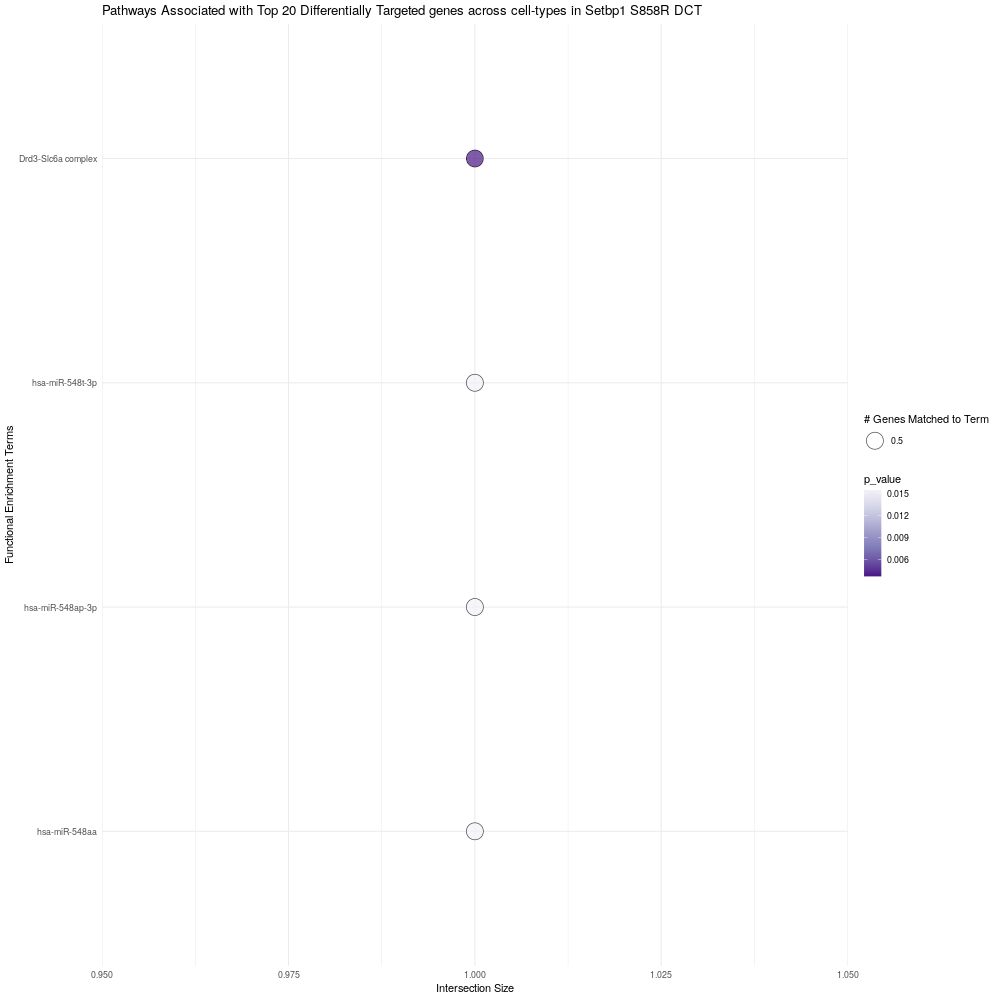 Pathways Associated with Top 20 Differentially Targeted genes across cell-types in Setbp1 S858R DCT
Functional Enrichment Terms
Drd3-Slc6a complex
hsa-miR-548t-3p
hsa-miR-548ap-3p
hsa-miR-548aa
0.950
0.975
1.000
1.025
1.050
Intersection Size
# Genes Matched to Term
0.5
p_value
0.015
0.012
0.009
0.006